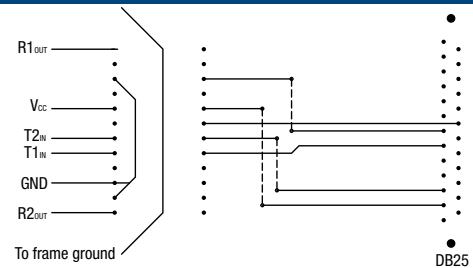 R1OUT
VCC
T2IN
T1IN
GND
R2OUT
To frame ground
DB25